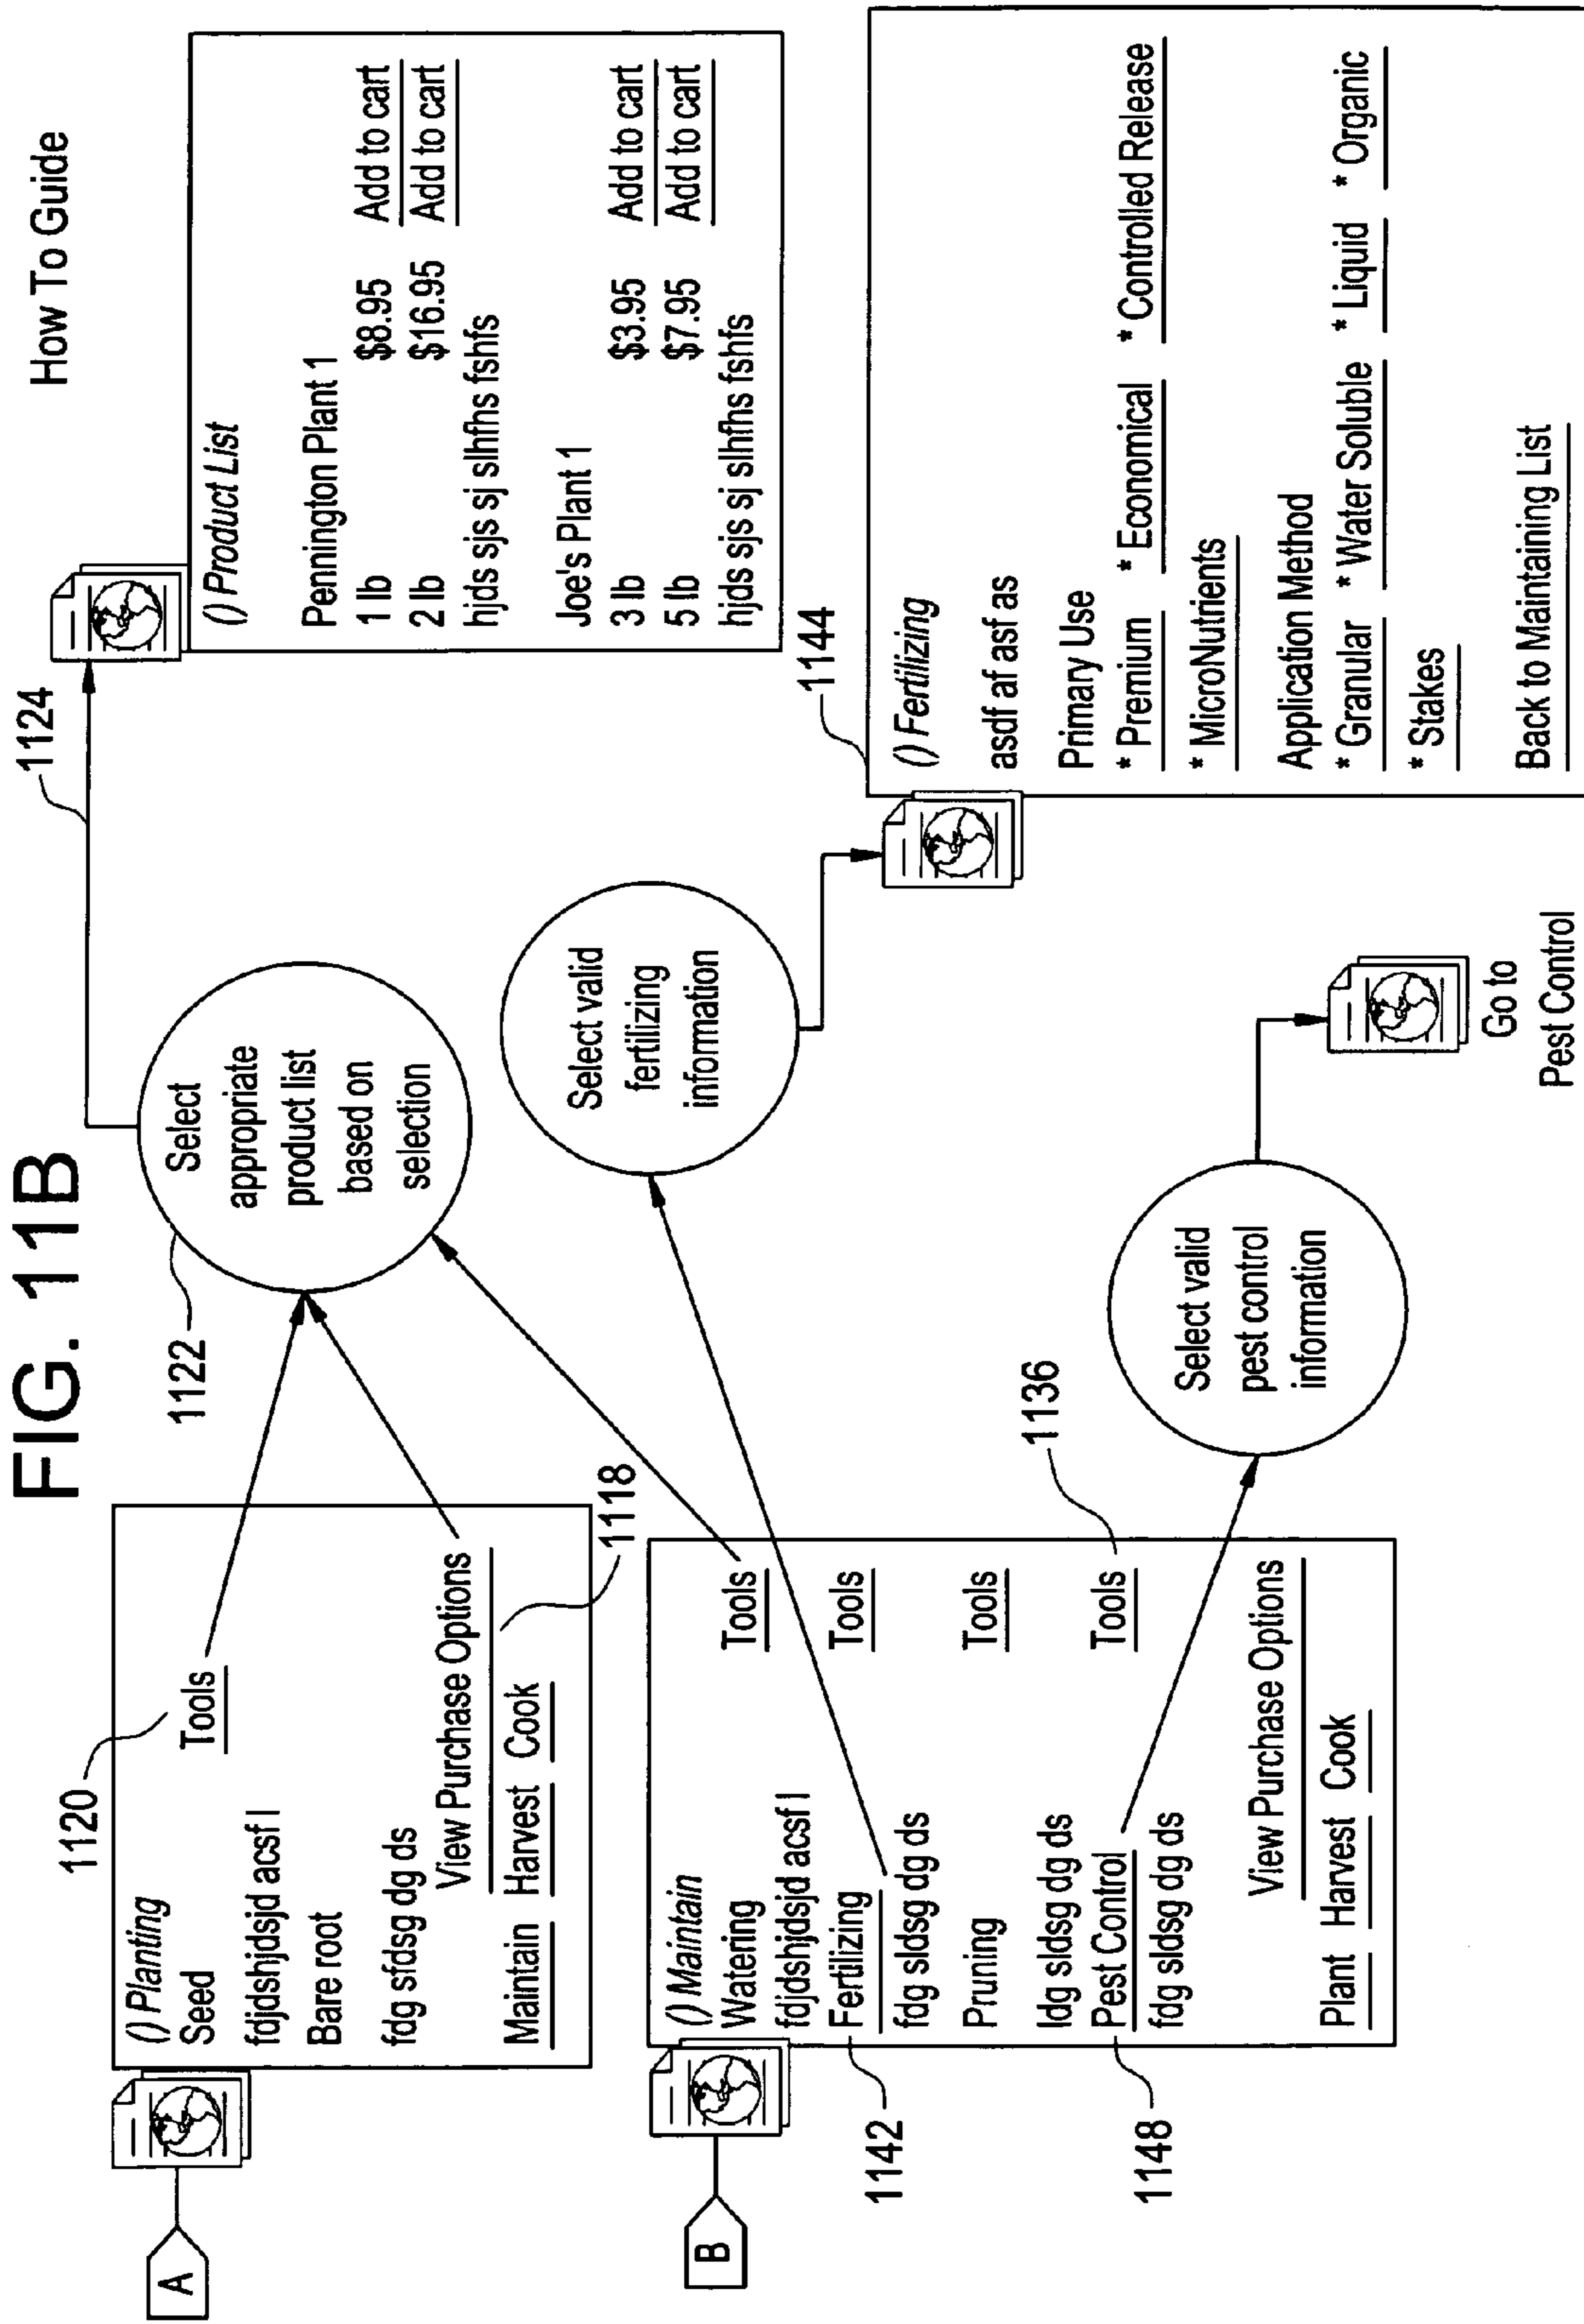 FIG. 11B
How To Guide
A
() Planting
Seed
Tools
fdjdshjdsjd acsf l
Bare root
fdg sfdsg dg ds
View Purchase Options
Maintain Harvest Cook
1120
1118
1122
Select
appropriate
product list
based on
selection
1124
() Product List
Pennington Plant 1
1 lb $8.95 Add to cart
2 lb $16.95 Add to cart
hjds sjs sj slhfhs fshfs
Joe's Plant 1
3 lb $3.95 Add to cart
5 lb $7.95 Add to cart
hjds sjs sj slhfhs fshfs
B
() Maintain
Watering Tools
fdjdshjdsjd acsf l
Fertilizing Tools
fdg sldsg dg ds
Pruning Tools
ldg sldsg dg ds
Pest Control Tools
fdg sldsg dg ds
View Purchase Options
Plant Harvest Cook
1142
1148
1136
Select valid
fertilizing
information
1144
() Fertilizing
asdf af asf as
Primary Use
* Premium * Economical * Controlled Release
* MicroNutrients
Application Method
* Granular * Water Soluble * Liquid * Organic
* Stakes
Back to Maintaining List
Select valid
pest control
information
Go to
Pest Control